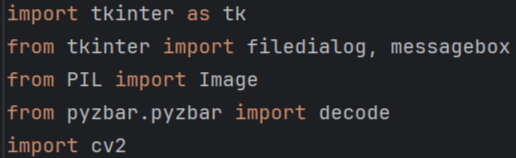 import tkinter as tk
from tkinter import filedialog, messagebox
from PIL import Image
from pyzbar.pyzbar import decode
import cv2